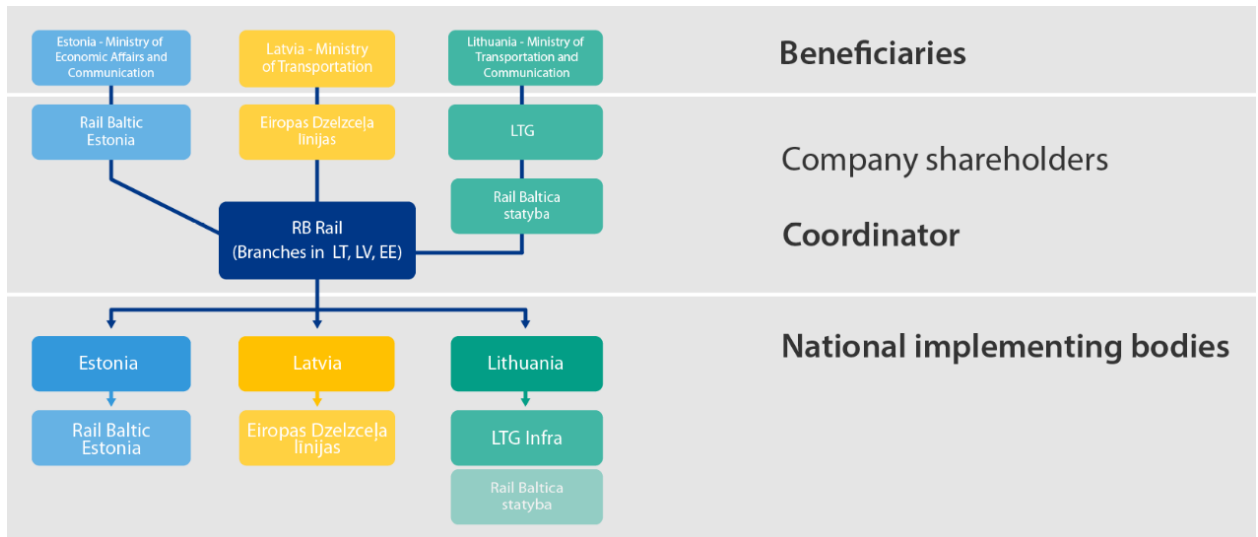 Estonia - Ministry of
Economic Affairs and
Communication
Latvia - Ministry
of Transportation
Lithuania - Ministry of
Transportation and
Communication
Beneficiaries
Rail Baltic
Estonia
Eiropas Dzelzceļa
līnijas
LTG
Company shareholders
Rail Baltica
statyba
RB Rail
(Branches in LT, LV, EE)
Coordinator
Estonia
Latvia
Lithuania
National implementing bodies
Rail Baltic
Estonia
Eiropas Dzelzceļa
līnijas
LTG Infra
Rail Baltica
statyba